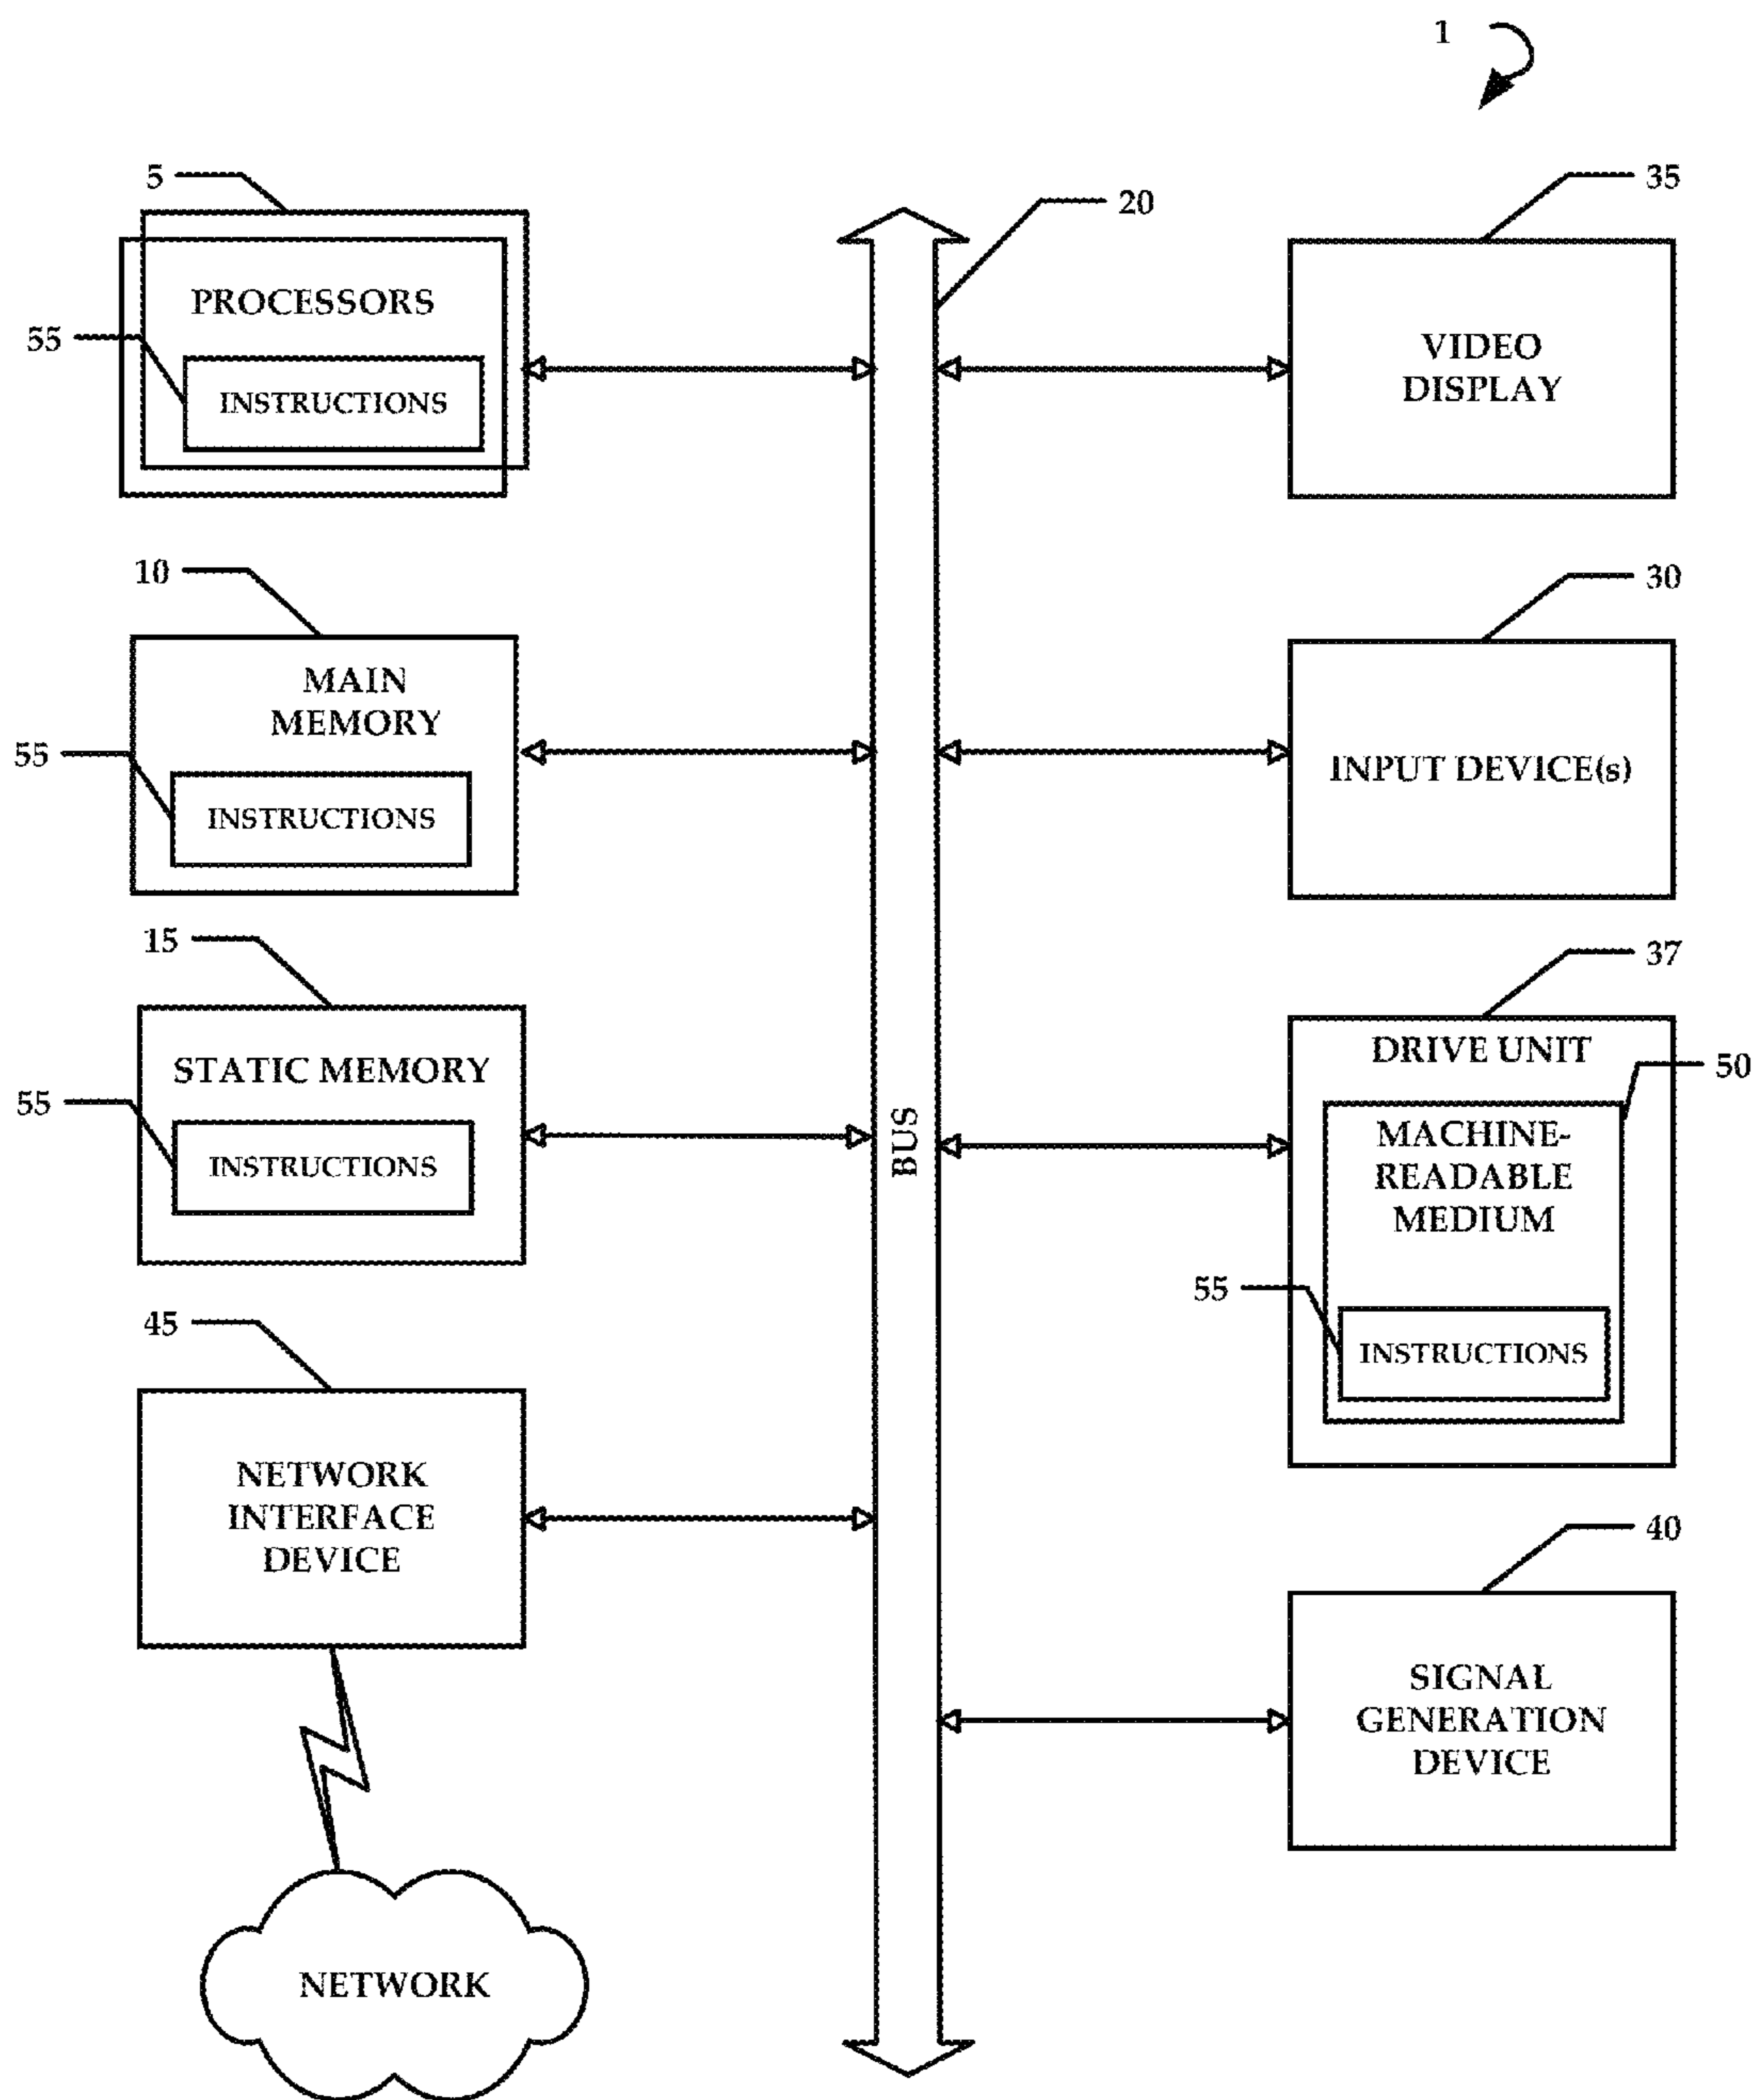 1
5
PROCESSORS
55
INSTRUCTIONS
20
35
VIDEO
DISPLAY
10
MAIN
MEMORY
55
INSTRUCTIONS
30
INPUT DEVICE(s)
15
STATIC MEMORY
55
INSTRUCTIONS
BUS
37
DRIVE UNIT
50
MACHINE-
READABLE
MEDIUM
55
INSTRUCTIONS
45
NETWORK
INTERFACE
DEVICE
40
SIGNAL
GENERATION
DEVICE
NETWORK